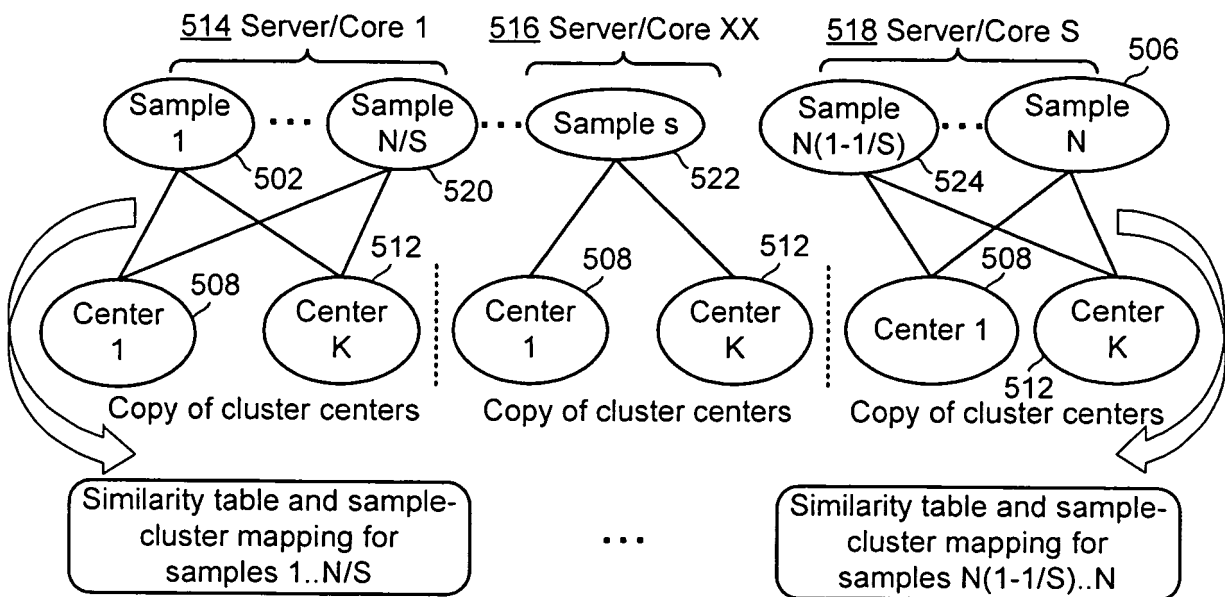 514 Server/Core 1
516 Server/Core XX
518 Server/Core S
506
Sample
1
...
Sample
N/S
...
Sample s
Sample
N(1-1/S)
...
Sample
N
502
520
522
524
508
512
508
512
508
512
Center
1
Center
K
Center
1
Center
K
Center 1
Center
K
Copy of cluster centers
Copy of cluster centers
Copy of cluster centers
Similarity table and sample-
cluster mapping for
samples 1..N/S
...
Similarity table and sample-
cluster mapping for
samples N(1-1/S)..N